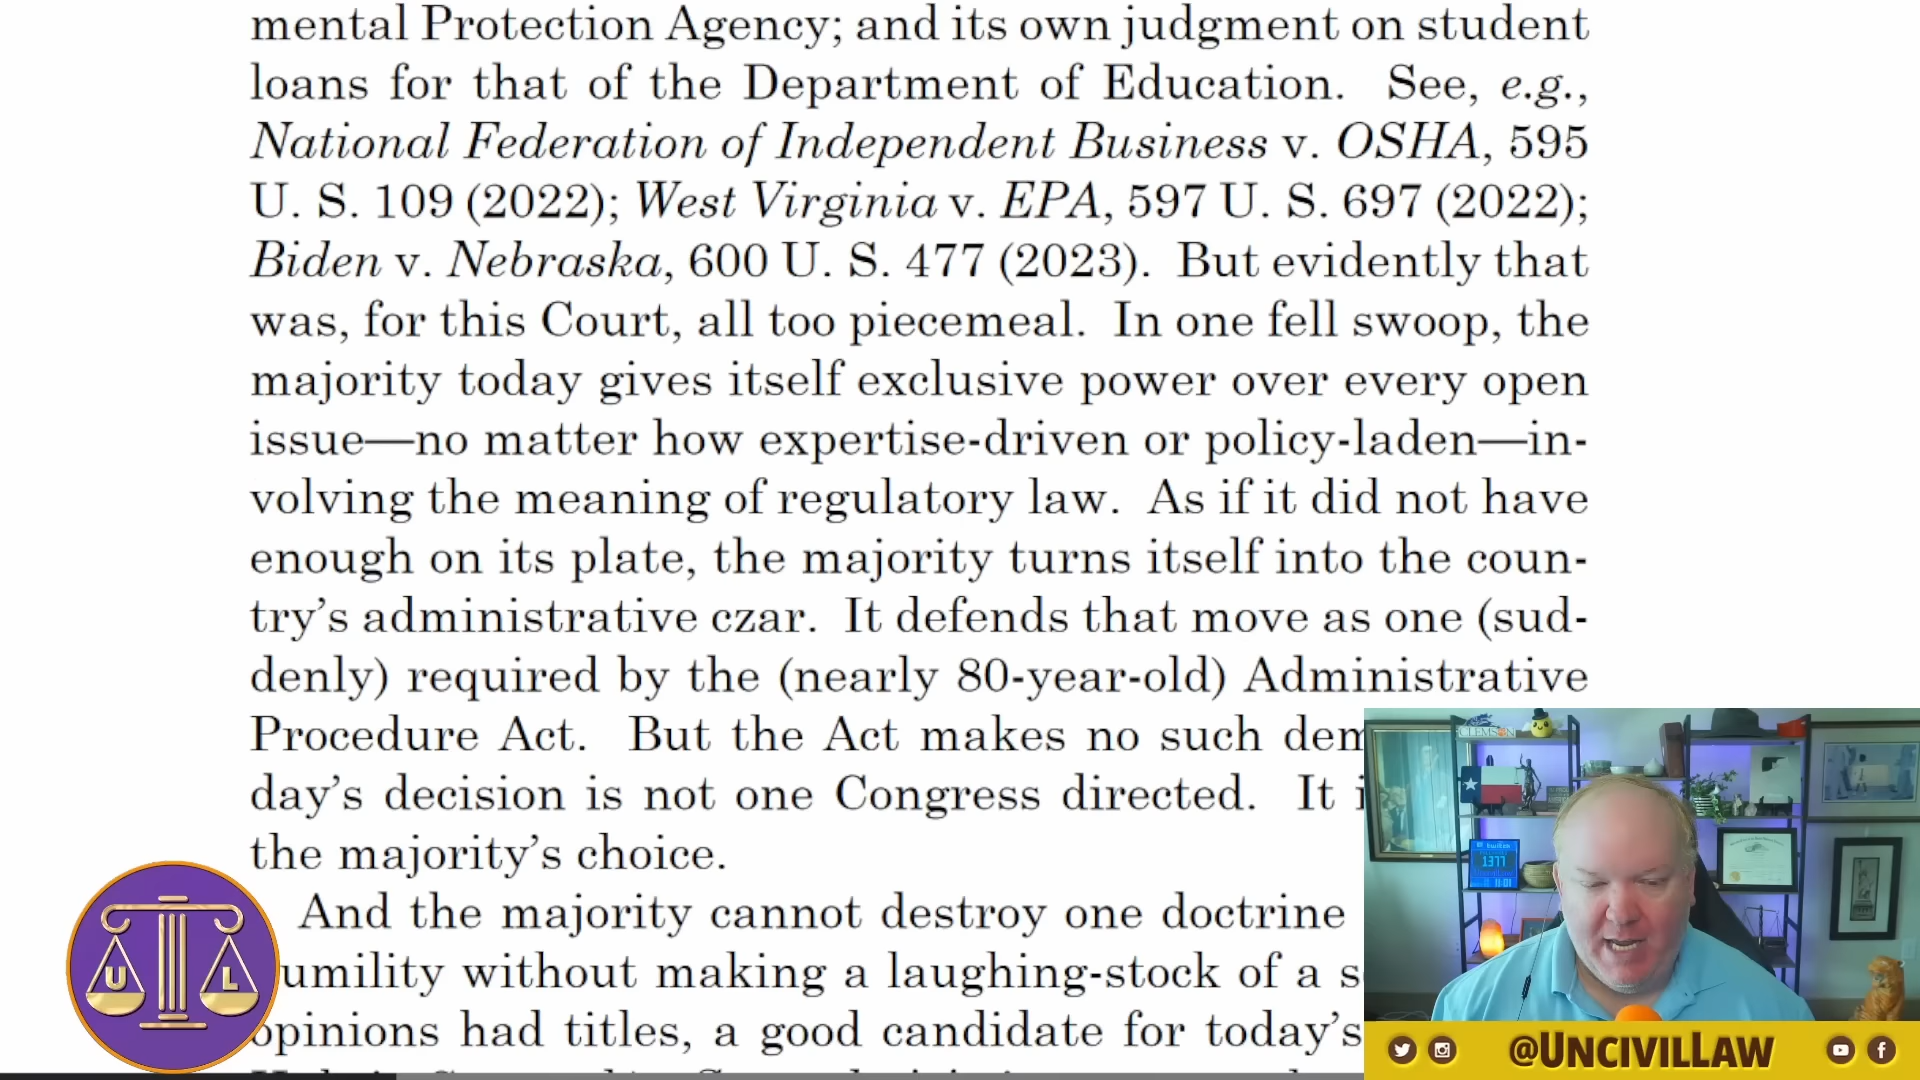 mental Protection Agency; and its own judgment on student
loans for that of the Department of Education. See, e.g.,
National Federation of Independent Business v. OSHA, 595
U. S. 109 (2022); West Virginia v. EPA, 597 U. S. 697 (2022);
Biden v. Nebraska, 600 U. S. 477 (2023). But evidently that
was, for this Court, all too piecemeal. In one fell swoop, the
majority today gives itself exclusive power over every open
issue—no matter how expertise-driven or policy-laden—in-
volving the meaning of regulatory law. As if it did not have
enough on its plate, the majority turns itself into the coun-
try’s administrative czar. It defends that move as one (sud-
denly) required by the (nearly 80-year-old) Administrative
Procedure Act. But the Act makes no such dem
day’s decision is not one Congress directed. It i
the majority’s choice.
And the majority cannot destroy one doctrine
umility without making a laughing-stock of a s
opinions had titles, a good candidate for today’s
CLEMSON
1377
U L
@UNCIVILLAW